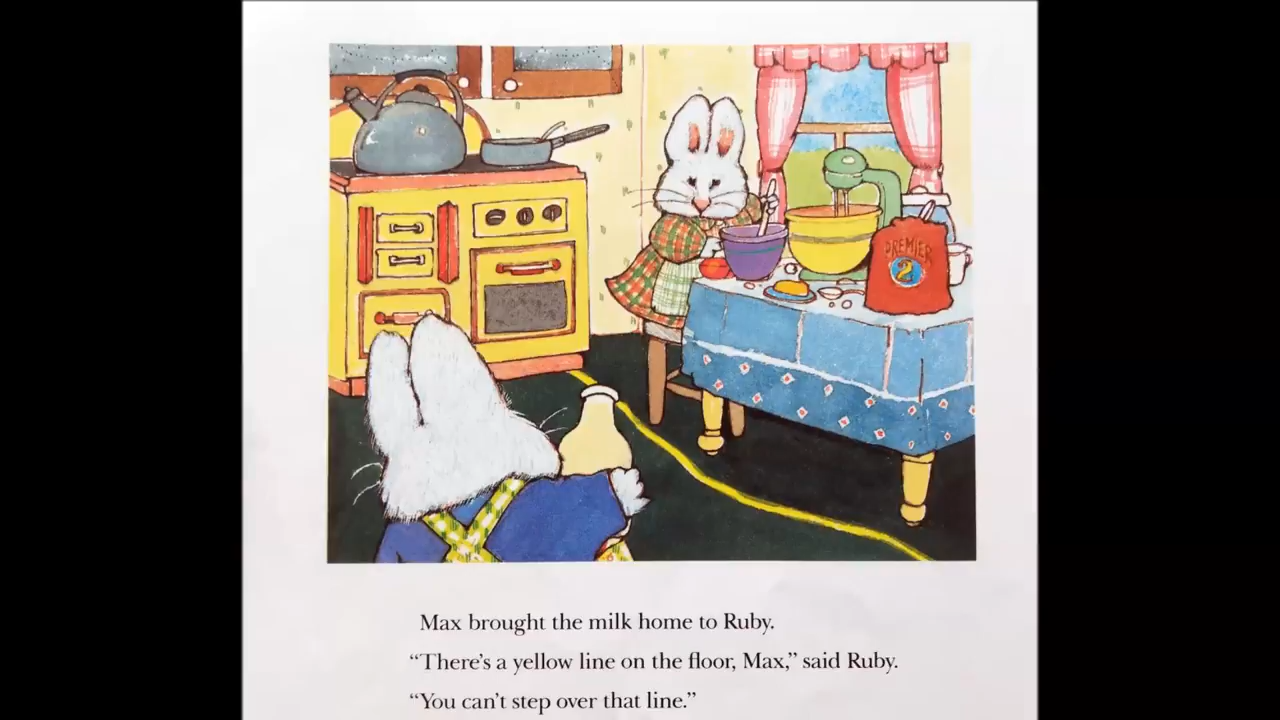 PREMIER
2
Max brought the milk home to Ruby.
“There’s a yellow line on the floor, Max,” said Ruby.
“You can’t step over that line.”